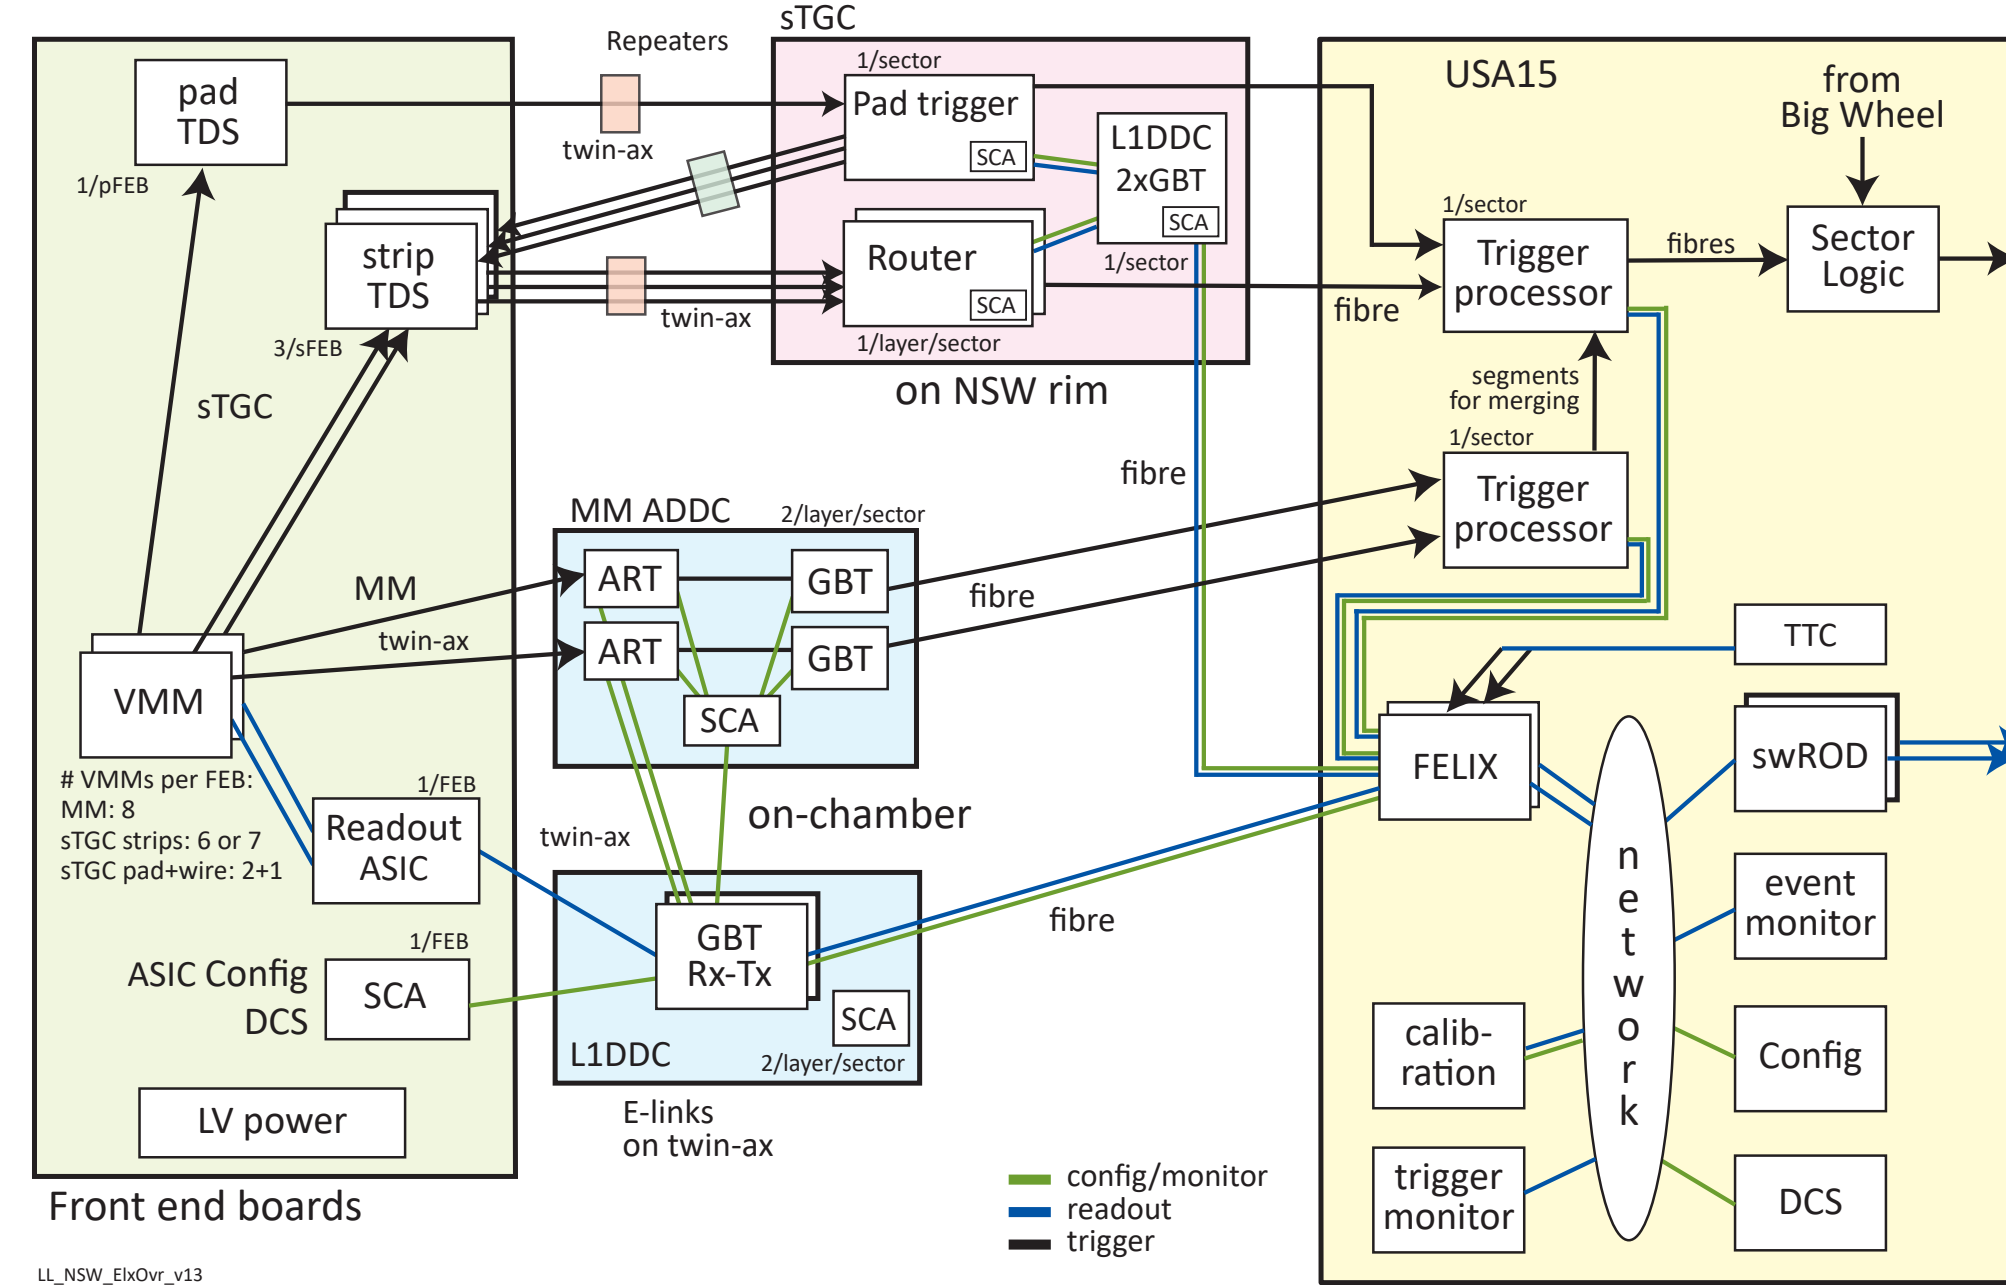 sTGC
Repeaters
pad
TDS
twin-ax
1/pFEB
1/sector
Pad trigger
SCA
L1DDC
2xGBT
SCA
1/sector
strip
TDS
3/sFEB
twin-ax
Router
SCA
1/layer/sector
on NSW rim
sTGC
USA15
from
Big Wheel
1/sector
Trigger
processor
fibres
Sector
Logic
fibre
segments
for merging
1/sector
Trigger
processor
fibre
MM ADDC
2/layer/sector
ART
GBT
ART
GBT
SCA
fibre
MM
twin-ax
VMM
# VMMs per FEB:
MM: 8
sTGC strips: 6 or 7
sTGC pad+wire: 2+1
1/FEB
Readout
ASIC
twin-ax
on-chamber
TTC
FELIX
swROD
network
event
monitor
1/FEB
ASIC Config
DCS
SCA
GBT
Rx-Tx
SCA
L1DDC
2/layer/sector
fibre
calib-
ration
Config
LV power
E-links
on twin-ax
trigger
monitor
DCS
config/monitor
readout
trigger
Front end boards
LL_NSW_ElxOvr_v13